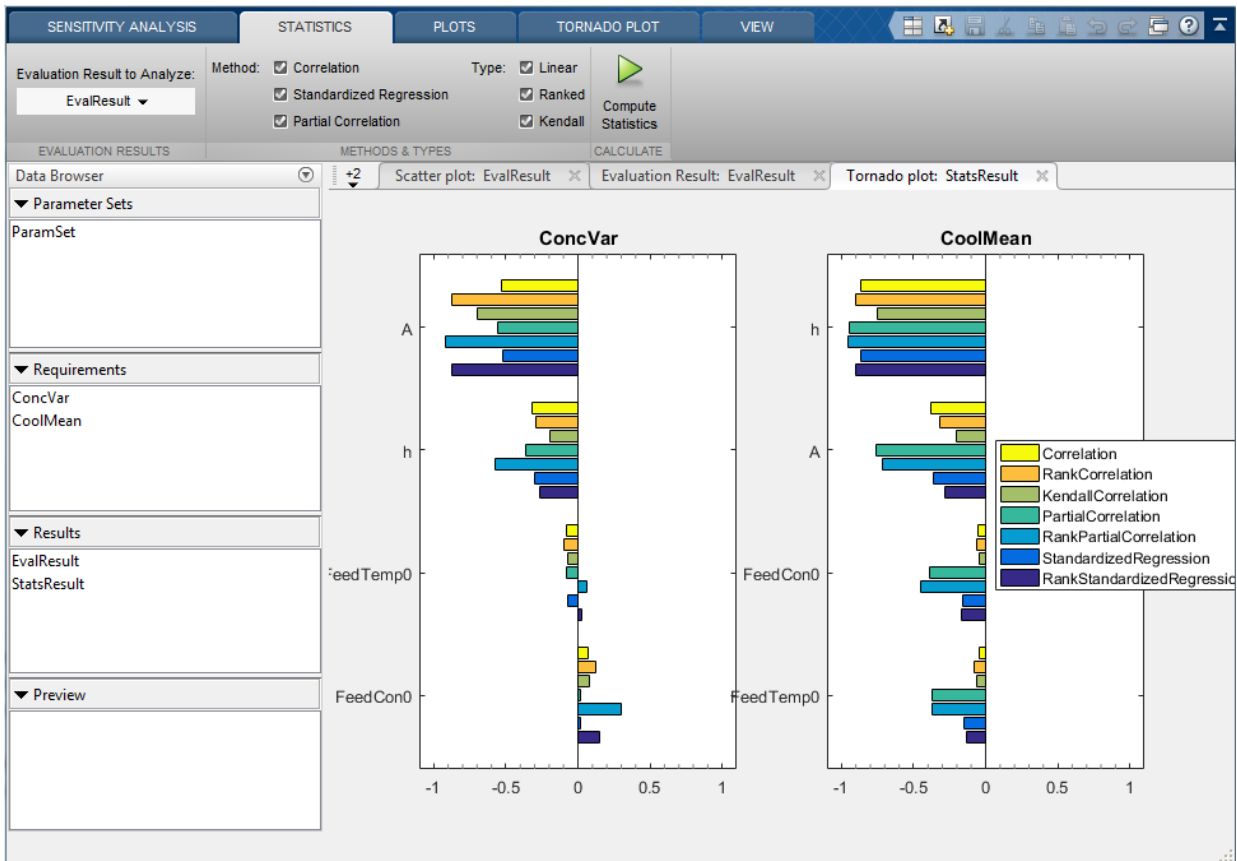 SENSITIVITY ANALYSIS STATISTICS PLOTS TORNADO PLOT VIEW
Evaluation Result to Analyze:
EvalResult
EVALUATION RESULTS
Method: Correlation
Standardized Regression
Partial Correlation
Type: Linear
Ranked
Kendall
METHODS & TYPES
Compute
Statistics
CALCULATE
Data Browser
Parameter Sets
ParamSet
Requirements
ConcVar
CoolMean
Results
EvalResult
StatsResult
Preview
+2 Scatter plot: EvalResult Evaluation Result: EvalResult Tornado plot: StatsResult
ConcVar
A
h
FeedTemp0
FeedCon0
-1 -0.5 0 0.5 1
CoolMean
h
A
FeedCon0
FeedTemp0
-1 -0.5 0 0.5 1
Correlation
RankCorrelation
KendallCorrelation
PartialCorrelation
RankPartialCorrelation
StandardizedRegression
RankStandardizedRegressio